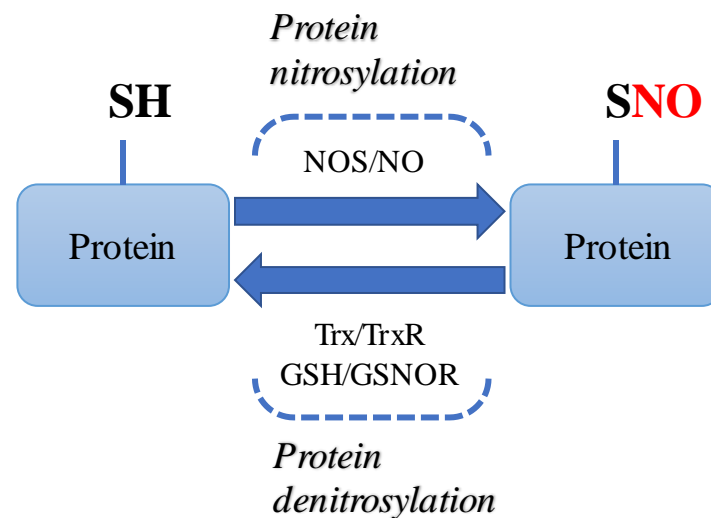 Protein
nitrosylation
SH
SNO
NOS/NO
Protein
Protein
Trx/TrxR
GSH/GSNOR
Protein
denitrosylation